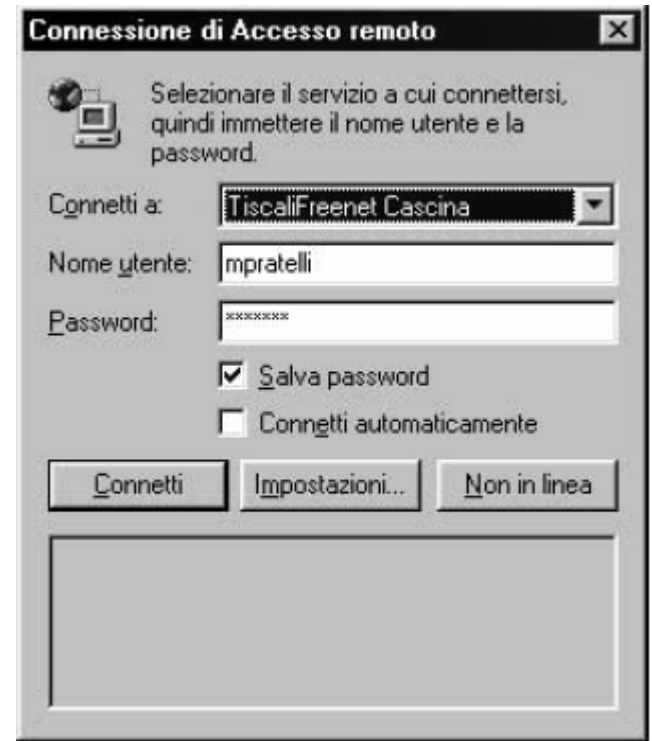 Connessione di Accesso remoto
Selezionare il servizio a cui connettersi,
quindi immettere il nome utente e la
password.
Connetti a: TiscaliFreenet Cascina
Nome utente: mpratelli
Password: *******
Salva password
Connetti automaticamente
Connetti Impostazioni... Non in linea